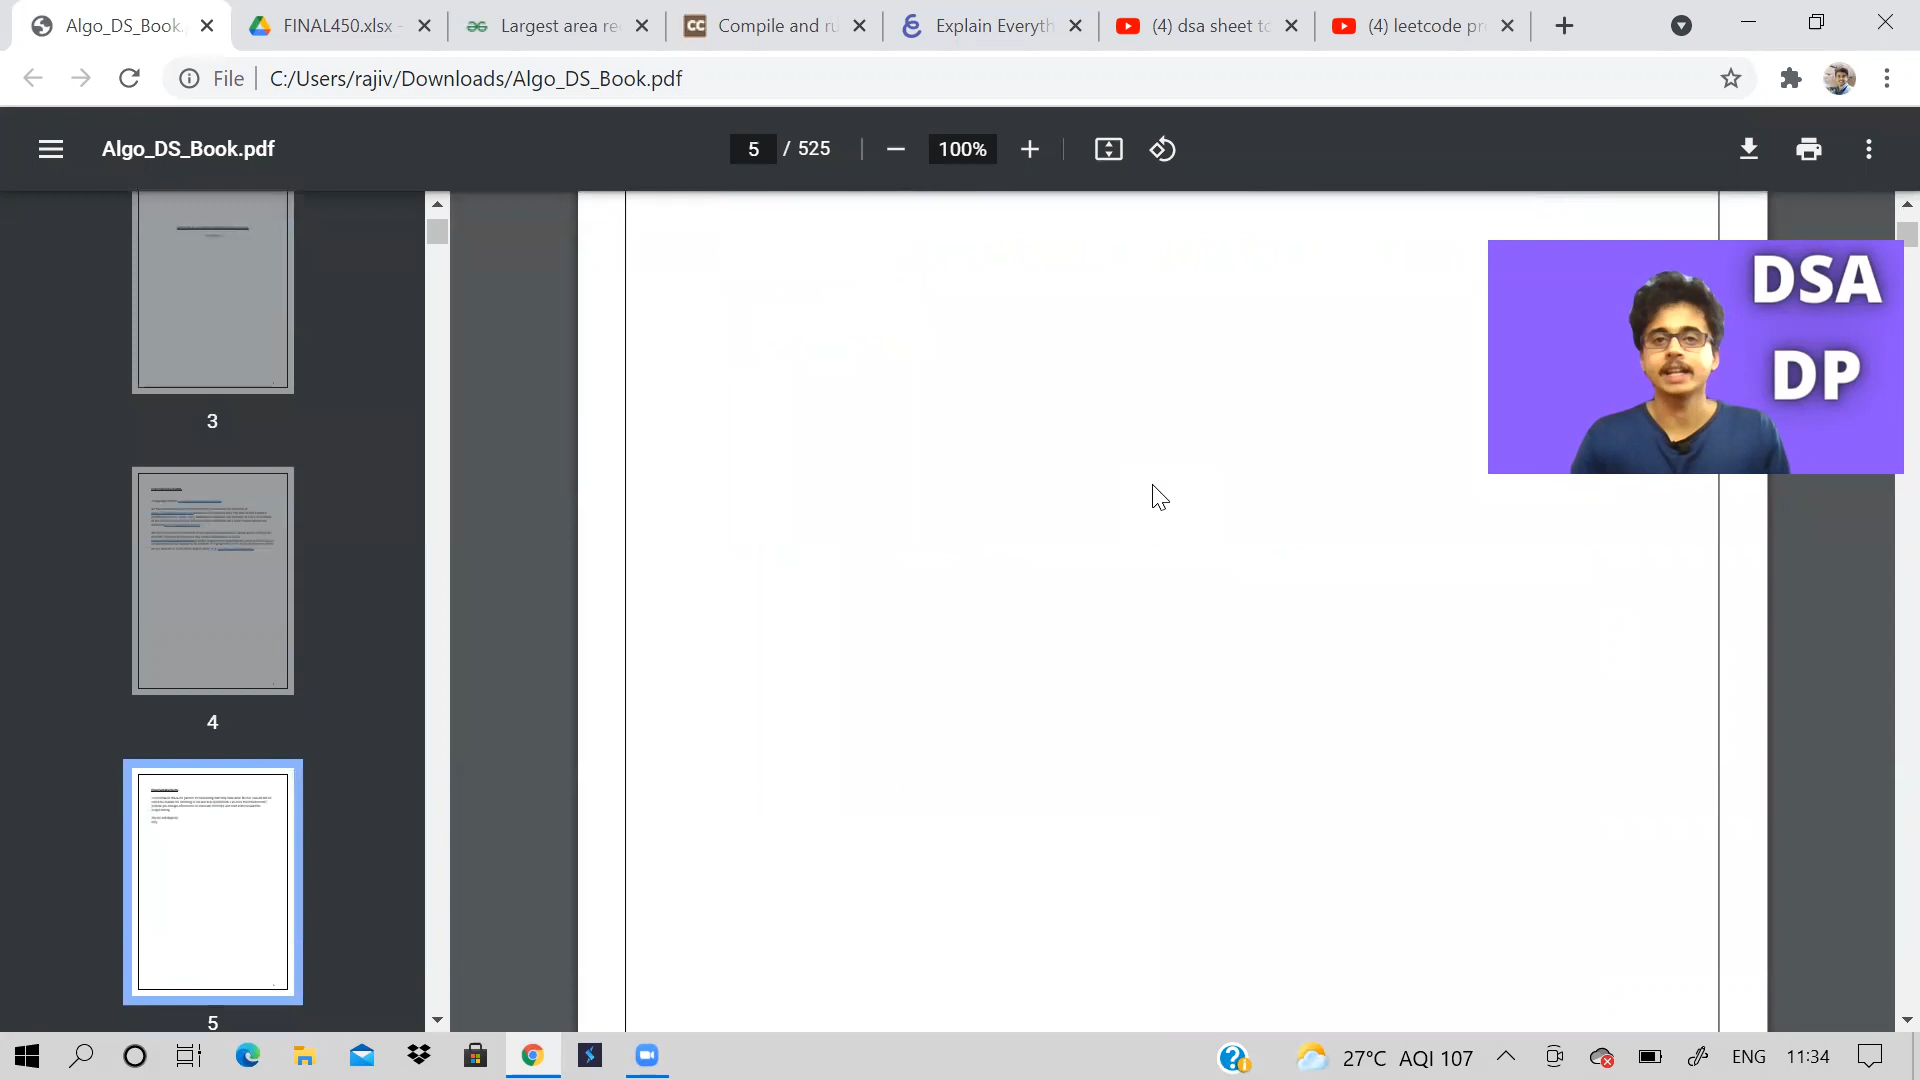 Algo_DS_Book.
FINAL450.xlsx -
Largest area re
CC
Compile and ru
Explain Everyth
(4) dsa sheet to
(4) leetcode pr
File
C:/Users/rajiv/Downloads/Algo_DS_Book.pdf
Algo_DS_Book.pdf
5 / 525
100%
DSA
DP
3
4
5
27°C AQI 107
ENG
11:34